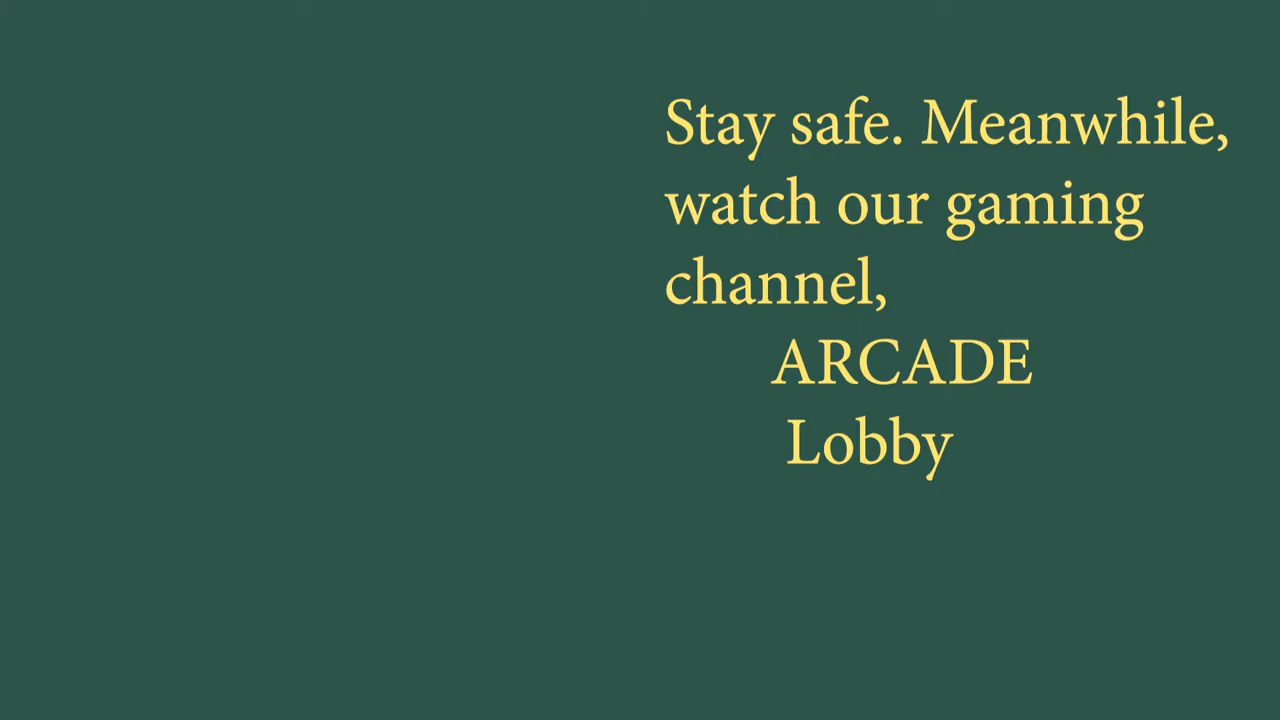 Stay safe. Meanwhile,
watch our gaming
channel,
ARCADE
Lobby